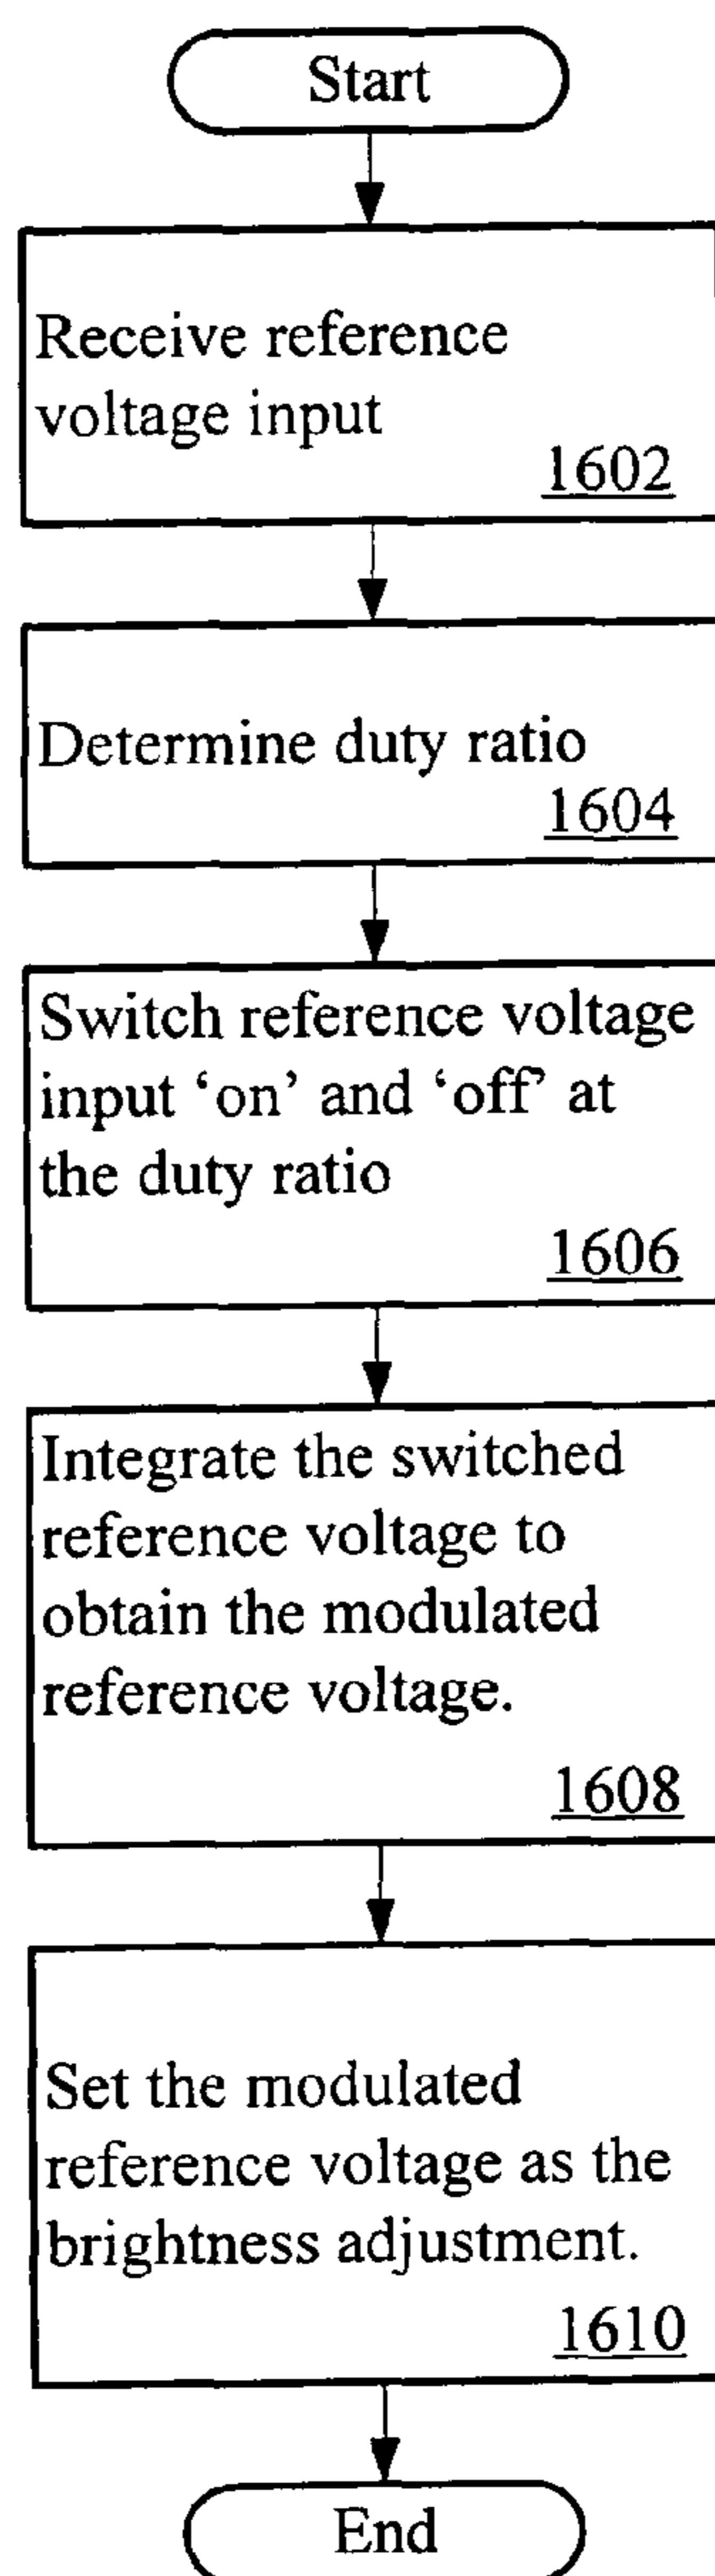 Start
Receive reference
voltage input
1602
Determine duty ratio
1604
Switch reference voltage
input ‘on’ and ‘off’ at
the duty ratio
1606
Integrate the switched
reference voltage to
obtain the modulated
reference voltage.
1608
Set the modulated
reference voltage as the
brightness adjustment.
1610
End